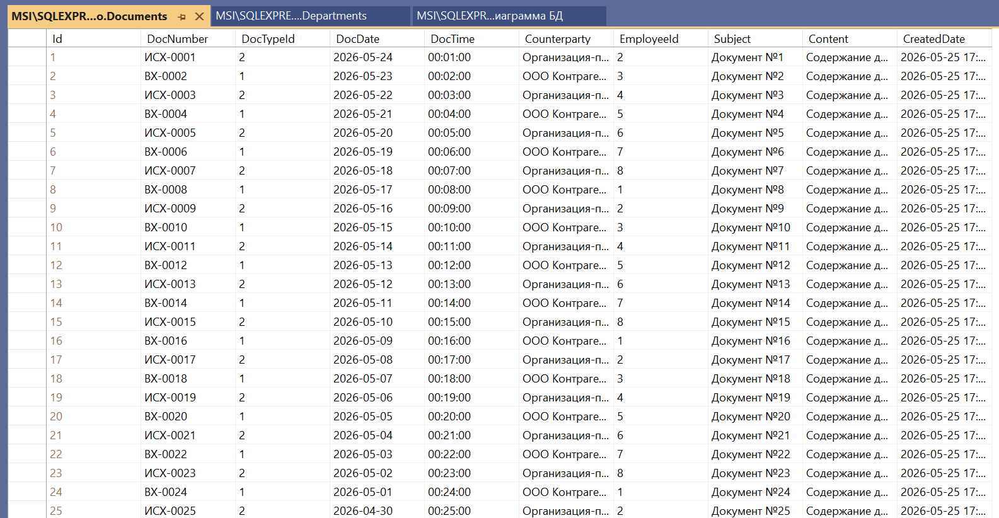 MSI\SQLEXPR...o.Documents MSI\SQLEXPRE....Departments MSI\SQLEXPR...иаграмма БД
Id DocNumber DocTypeId DocDate DocTime Counterparty EmployeeId Subject Content CreatedDate
1 ИСХ-0001 2 2026-05-24 00:01:00 Организация-п... 2 Документ №1 Содержание д... 2026-05-25 17:...
2 ВХ-0002 1 2026-05-23 00:02:00 ООО Контраге... 3 Документ №2 Содержание д... 2026-05-25 17:...
3 ИСХ-0003 2 2026-05-22 00:03:00 Организация-п... 4 Документ №3 Содержание д... 2026-05-25 17:...
4 ВХ-0004 1 2026-05-21 00:04:00 ООО Контраге... 5 Документ №4 Содержание д... 2026-05-25 17:...
5 ИСХ-0005 2 2026-05-20 00:05:00 Организация-п... 6 Документ №5 Содержание д... 2026-05-25 17:...
6 ВХ-0006 1 2026-05-19 00:06:00 ООО Контраге... 7 Документ №6 Содержание д... 2026-05-25 17:...
7 ИСХ-0007 2 2026-05-18 00:07:00 Организация-п... 8 Документ №7 Содержание д... 2026-05-25 17:...
8 ВХ-0008 1 2026-05-17 00:08:00 ООО Контраге... 1 Документ №8 Содержание д... 2026-05-25 17:...
9 ИСХ-0009 2 2026-05-16 00:09:00 Организация-п... 2 Документ №9 Содержание д... 2026-05-25 17:...
10 ВХ-0010 1 2026-05-15 00:10:00 ООО Контраге... 3 Документ №10 Содержание д... 2026-05-25 17:...
11 ИСХ-0011 2 2026-05-14 00:11:00 Организация-п... 4 Документ №11 Содержание д... 2026-05-25 17:...
12 ВХ-0012 1 2026-05-13 00:12:00 ООО Контраге... 5 Документ №12 Содержание д... 2026-05-25 17:...
13 ИСХ-0013 2 2026-05-12 00:13:00 Организация-п... 6 Документ №13 Содержание д... 2026-05-25 17:...
14 ВХ-0014 1 2026-05-11 00:14:00 ООО Контраге... 7 Документ №14 Содержание д... 2026-05-25 17:...
15 ИСХ-0015 2 2026-05-10 00:15:00 Организация-п... 8 Документ №15 Содержание д... 2026-05-25 17:...
16 ВХ-0016 1 2026-05-09 00:16:00 ООО Контраге... 1 Документ №16 Содержание д... 2026-05-25 17:...
17 ИСХ-0017 2 2026-05-08 00:17:00 Организация-п... 2 Документ №17 Содержание д... 2026-05-25 17:...
18 ВХ-0018 1 2026-05-07 00:18:00 ООО Контраге... 3 Документ №18 Содержание д... 2026-05-25 17:...
19 ИСХ-0019 2 2026-05-06 00:19:00 Организация-п... 4 Документ №19 Содержание д... 2026-05-25 17:...
20 ВХ-0020 1 2026-05-05 00:20:00 ООО Контраге... 5 Документ №20 Содержание д... 2026-05-25 17:...
21 ИСХ-0021 2 2026-05-04 00:21:00 Организация-п... 6 Документ №21 Содержание д... 2026-05-25 17:...
22 ВХ-0022 1 2026-05-03 00:22:00 ООО Контраге... 7 Документ №22 Содержание д... 2026-05-25 17:...
23 ИСХ-0023 2 2026-05-02 00:23:00 Организация-п... 8 Документ №23 Содержание д... 2026-05-25 17:...
24 ВХ-0024 1 2026-05-01 00:24:00 ООО Контраге... 1 Документ №24 Содержание д... 2026-05-25 17:...
25 ИСХ-0025 2 2026-04-30 00:25:00 Организация-п... 2 Документ №25 Содержание д... 2026-05-25 17:...